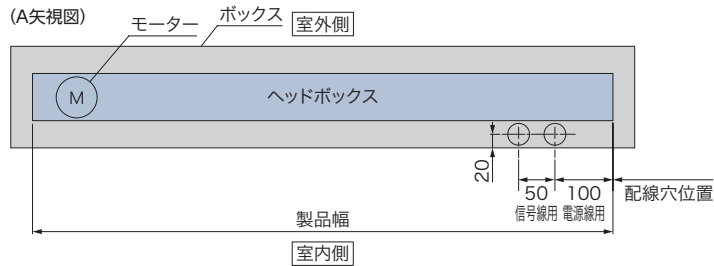 (A矢視図)
モーター
ボックス
室外側
M
ヘッドボックス
20
50
100
配線穴位置
信号線用
電源線用
製品幅
室内側